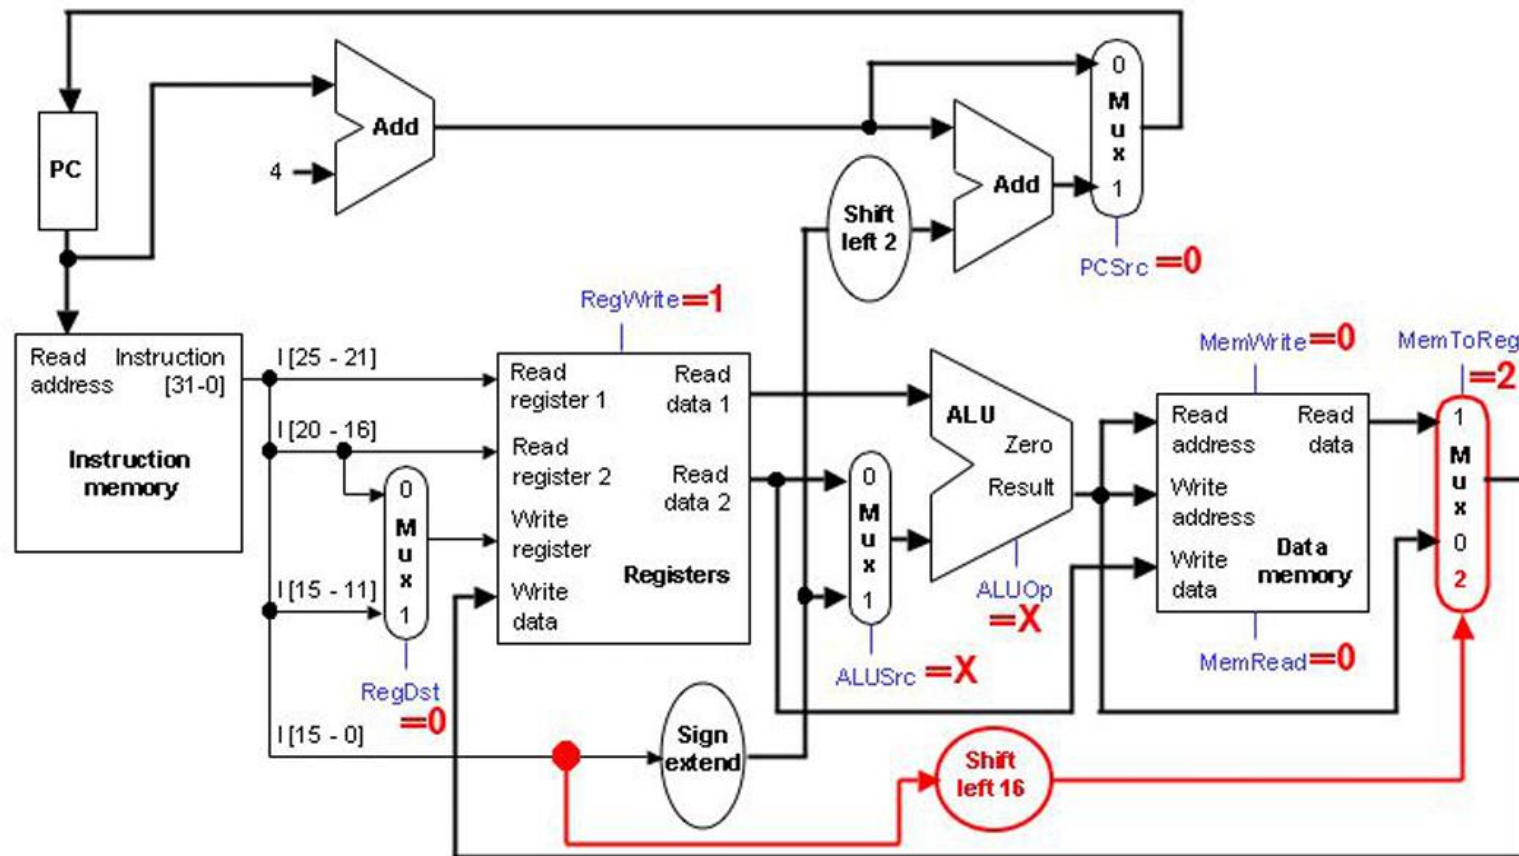 Add
4
PC
Shift
left 2
Add
0
M
u
x
1
PCSrc =0
RegWrite=1
Read
address
Instruction
[31-0]
Instruction
memory
I [25 - 21]
I [20 - 16]
I [15 - 11]
I [15 - 0]
0
M
u
x
1
RegDst
=0
Read
register 1
Read
register 2
Write
register
Write
data
Read
data 1
Read
data 2
Registers
Sign
extend
0
M
u
x
1
ALUSrc =X
ALU
Zero
Result
ALUOp
=X
MemWrite=0
Read
address
Write
address
Write
data
Read
data
Data
memory
MemRead=0
MemToReg
=2
1
M
u
x
0
2
Shift
left 16